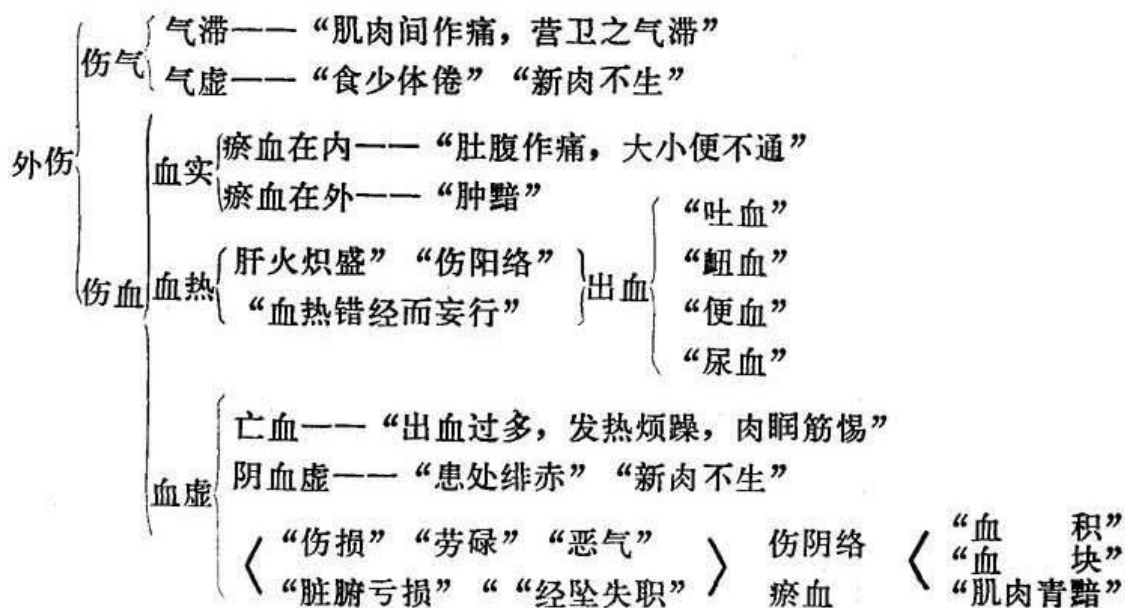 气滞——“肌肉间作痛，营卫之气滞”
伤气
气虚——“食少体倦” “新肉不生”
外伤
瘀血在内——“肚腹作痛，大小便不通”
血实
瘀血在外——“肿黯”
“吐血”
肝火炽盛” “伤阳络”
“衄血”
伤血
血热
出血
“血热错经而妄行”
“便血”
“尿血”
亡血——“出血过多，发热烦躁，肉瞤筋惕”
阴血虚——“患处绯赤” “新肉不生”
血虚
“伤损” “劳碌” “恶气”
伤阴络
“血 积”
“血 块”
“脏腑亏损” “ “经坠失职”
瘀血
“肌肉青黯”